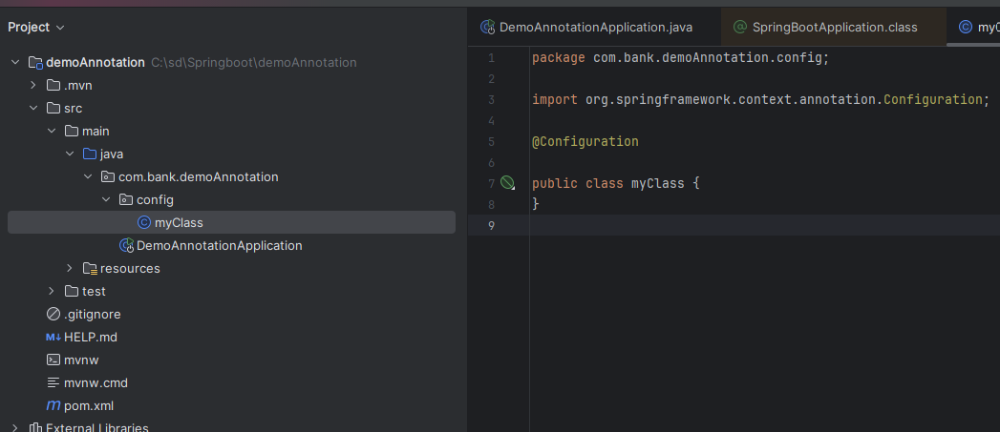 Project
demoAnnotation C:\sd\Springboot\demoAnnotation
.mvn
src
main
java
com.bank.demoAnnotation
config
myClass
DemoAnnotationApplication
resources
test
.gitignore
M↓ HELP.md
mvnw
mvnw.cmd
m pom.xml
External Libraries
DemoAnnotationApplication.java @ SpringBootApplication.class © myC
1 package com.bank.demoAnnotation.config;
2
3 import org.springframework.context.annotation.Configuration;
4
5 @Configuration
6
7 public class myClass {
8 }
9